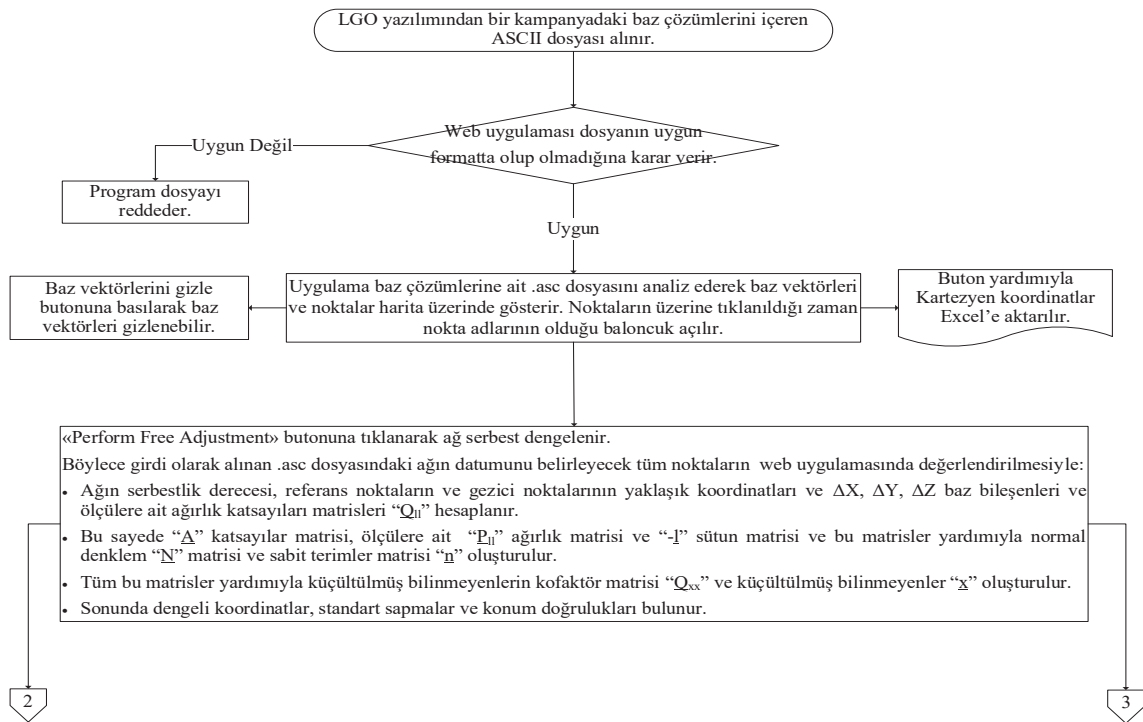 LGO yazılımından bir kampanyadaki baz çözümlerini içeren
ASCII dosyası alınır.
Web uygulaması dosyanın uygun
formatta olup olmadığına karar verir.
Uygun Değil
Program dosyayı
reddeder.
Uygun
Baz vektörlerini gizle
butonuna basılarak baz
vektörleri gizlenebilir.
Uygulama baz çözümlerine ait .asc dosyasını analiz ederek baz vektörleri
ve noktalar harita üzerinde gösterir. Noktaların üzerine tıklanıldığı zaman
nokta adlarının olduğu baloncuk açılır.
Buton yardımıyla
Kartezyen koordinatlar
Excel’e aktarılır.
«Perform Free Adjustment» butonuna tıklanarak ağ serbest dengelenir.
Böylece girdi olarak alınan .asc dosyasındaki ağın datumunu belirleyecek tüm noktaların web uygulamasında değerlendirilmesiyle:
• Ağın serbestlik derecesi, referans noktaların ve gezici noktalarının yaklaşık koordinatları ve ΔX, ΔY, ΔZ baz bileşenleri ve
ölçülere ait ağırlık katsayıları matrisleri “Qll” hesaplanır.
• Bu sayede “A” katsayılar matrisi, ölçülere ait “Pll” ağırlık matrisi ve “-l” sütun matrisi ve bu matrisler yardımıyla normal
denklem “N” matrisi ve sabit terimler matrisi “n” oluşturulur.
• Tüm bu matrisler yardımıyla küçültülmüş bilinmeyenlerin kofaktör matrisi “Qxx” ve küçültülmüş bilinmeyenler “x” oluşturulur.
• Sonunda dengeli koordinatlar, standart sapmalar ve konum doğrulukları bulunur.
2
3